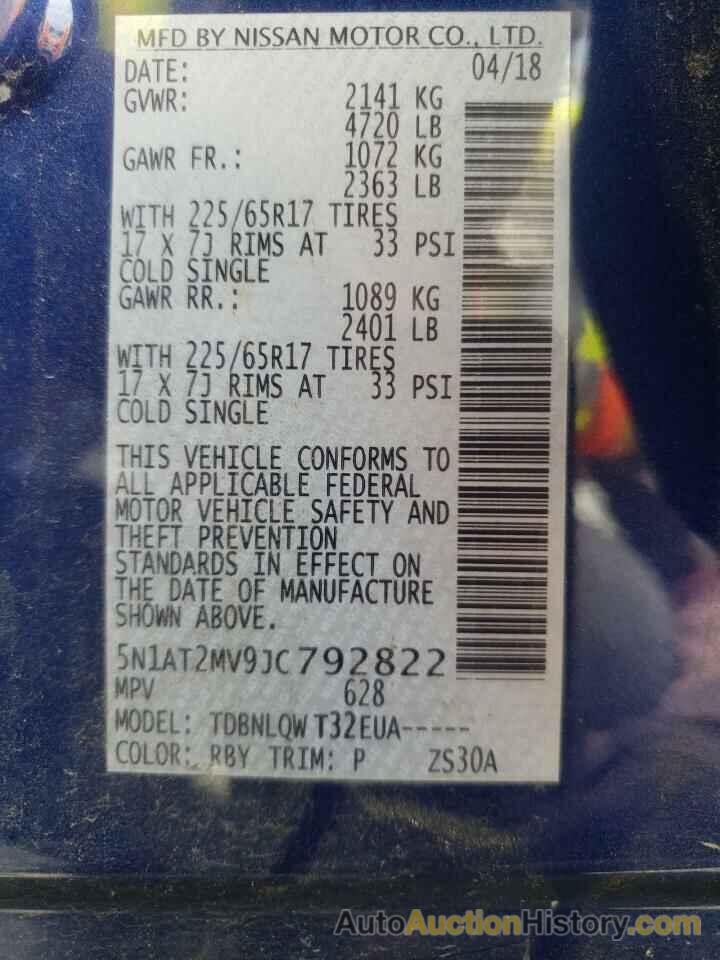 MFD BY NISSAN MOTOR CO., LTD.
DATE: 04/18
GVWR: 2141 KG
4720 LB
GAWR FR.: 1072 KG
2363 LB
WITH 225/65R17 TIRES
17 X 7J RIMS AT 33 PSI
COLD SINGLE
GAWR RR.: 1089 KG
2401 LB
WITH 225/65R17 TIRES
17 X 7J RIMS AT 33 PSI
COLD SINGLE
THIS VEHICLE CONFORMS TO
ALL APPLICABLE FEDERAL
MOTOR VEHICLE SAFETY AND
THEFT PREVENTION
STANDARDS IN EFFECT ON
THE DATE OF MANUFACTURE
SHOWN ABOVE.
5N1AT2MV9JC792822
MPV 628
MODEL: TDBNLQW T32EUA-----
COLOR: RBY TRIM: P ZS30A
AutoAuctionHistory.com